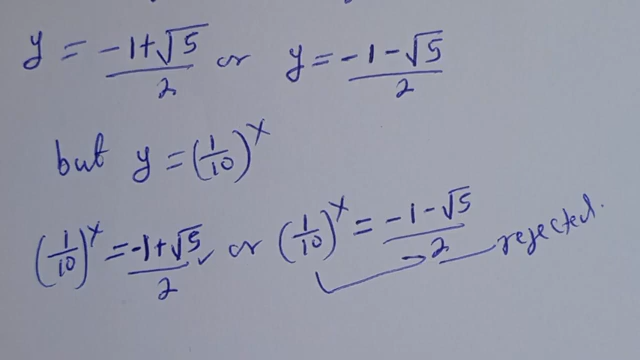 y = (-1+√5)/2 or y = (-1-√5)/2
but y = (1/10)^x
(1/10)^x = (-1+√5)/2 ✓ or (1/10)^x = (-1-√5)/2 rejected.